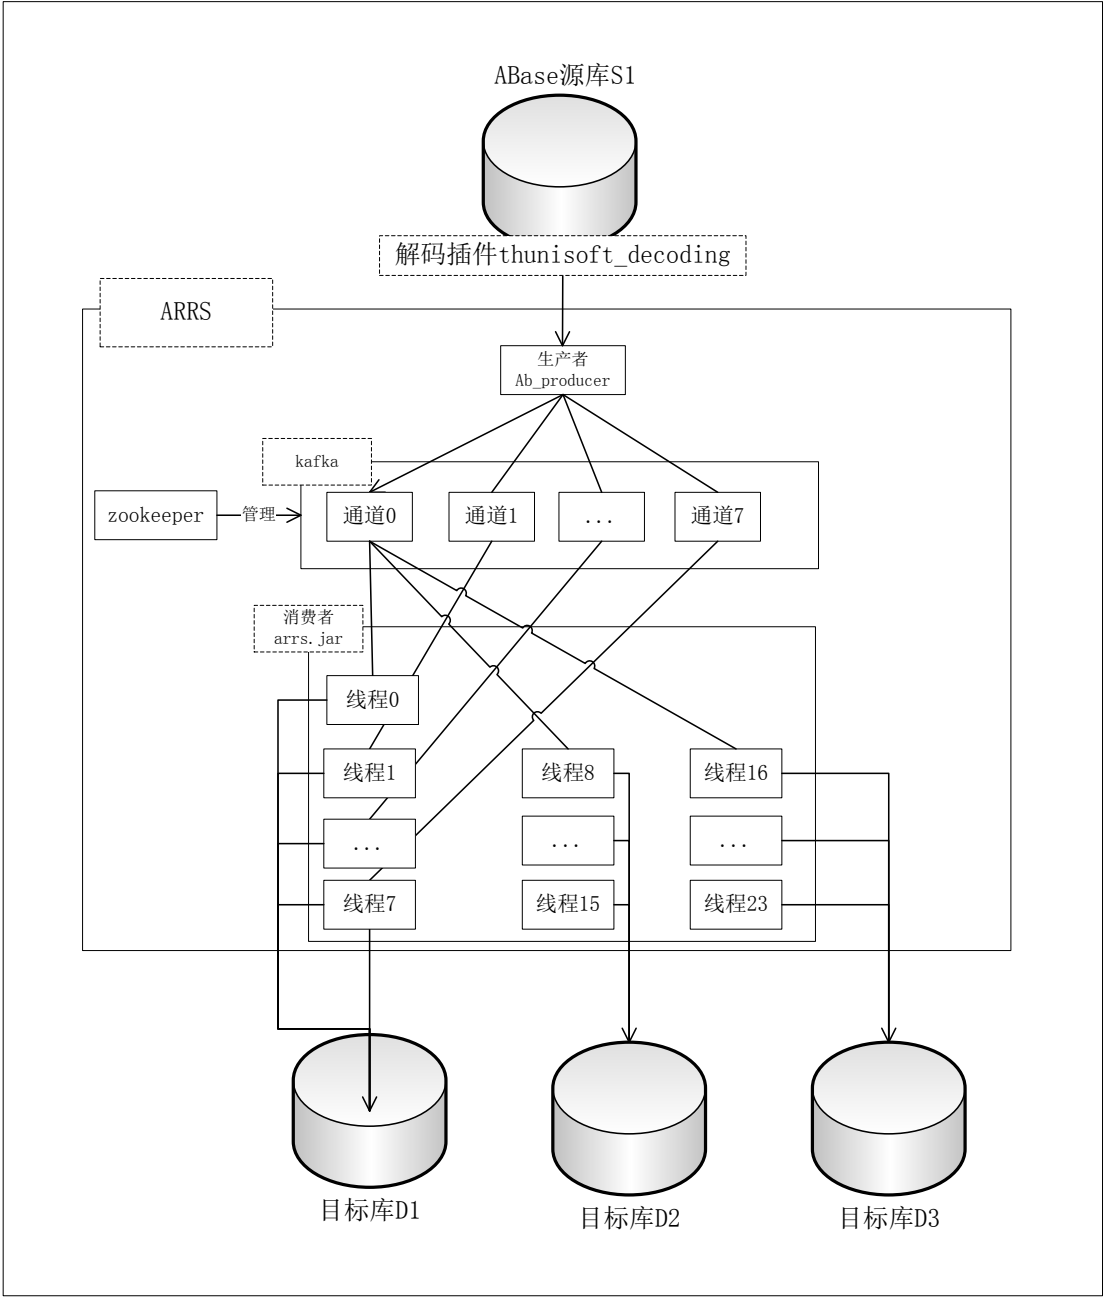 ABase源库S1
解码插件thunisoft_decoding
ARRS
生产者
Ab_producer
kafka
zookeeper
管理
通道0
通道1
...
通道7
消费者
arrs.jar
线程0
线程1
线程8
线程16
...
...
...
线程7
线程15
线程23
目标库D1
目标库D2
目标库D3